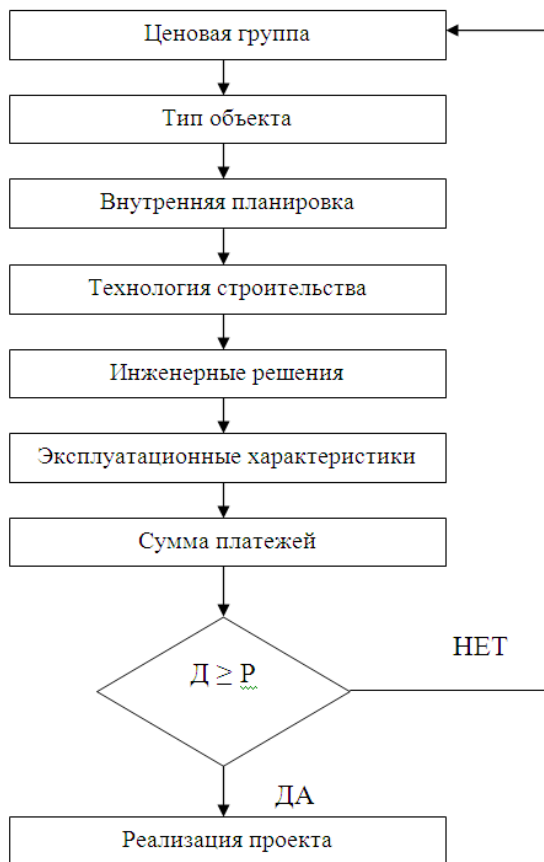 Ценовая группа
Тип объекта
Внутренняя планировка
Технология строительства
Инженерные решения
Эксплуатационные характеристики
Сумма платежей
Д ≥ Р
НЕТ
ДА
Реализация проекта